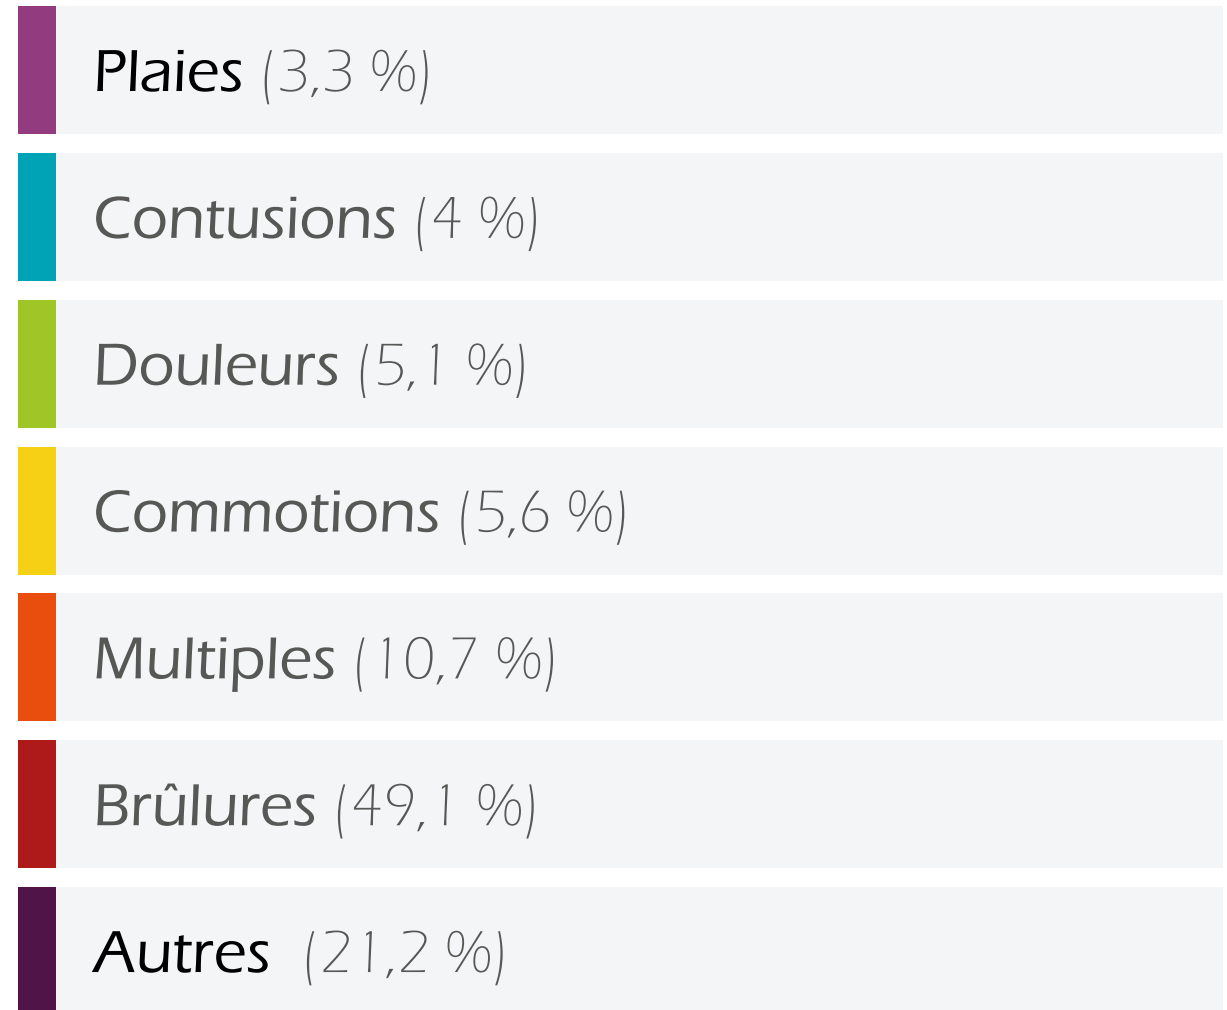 Plaies (3,3 %)
Contusions (4 %)
Douleurs (5,1 %)
Commotions (5,6 %)
Multiples (10,7 %)
Brûlures (49,1 %)
Autres (21,2 %)